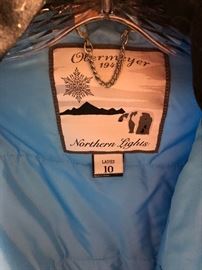 Obermeyer
1947
Northern Lights
LADIES
10